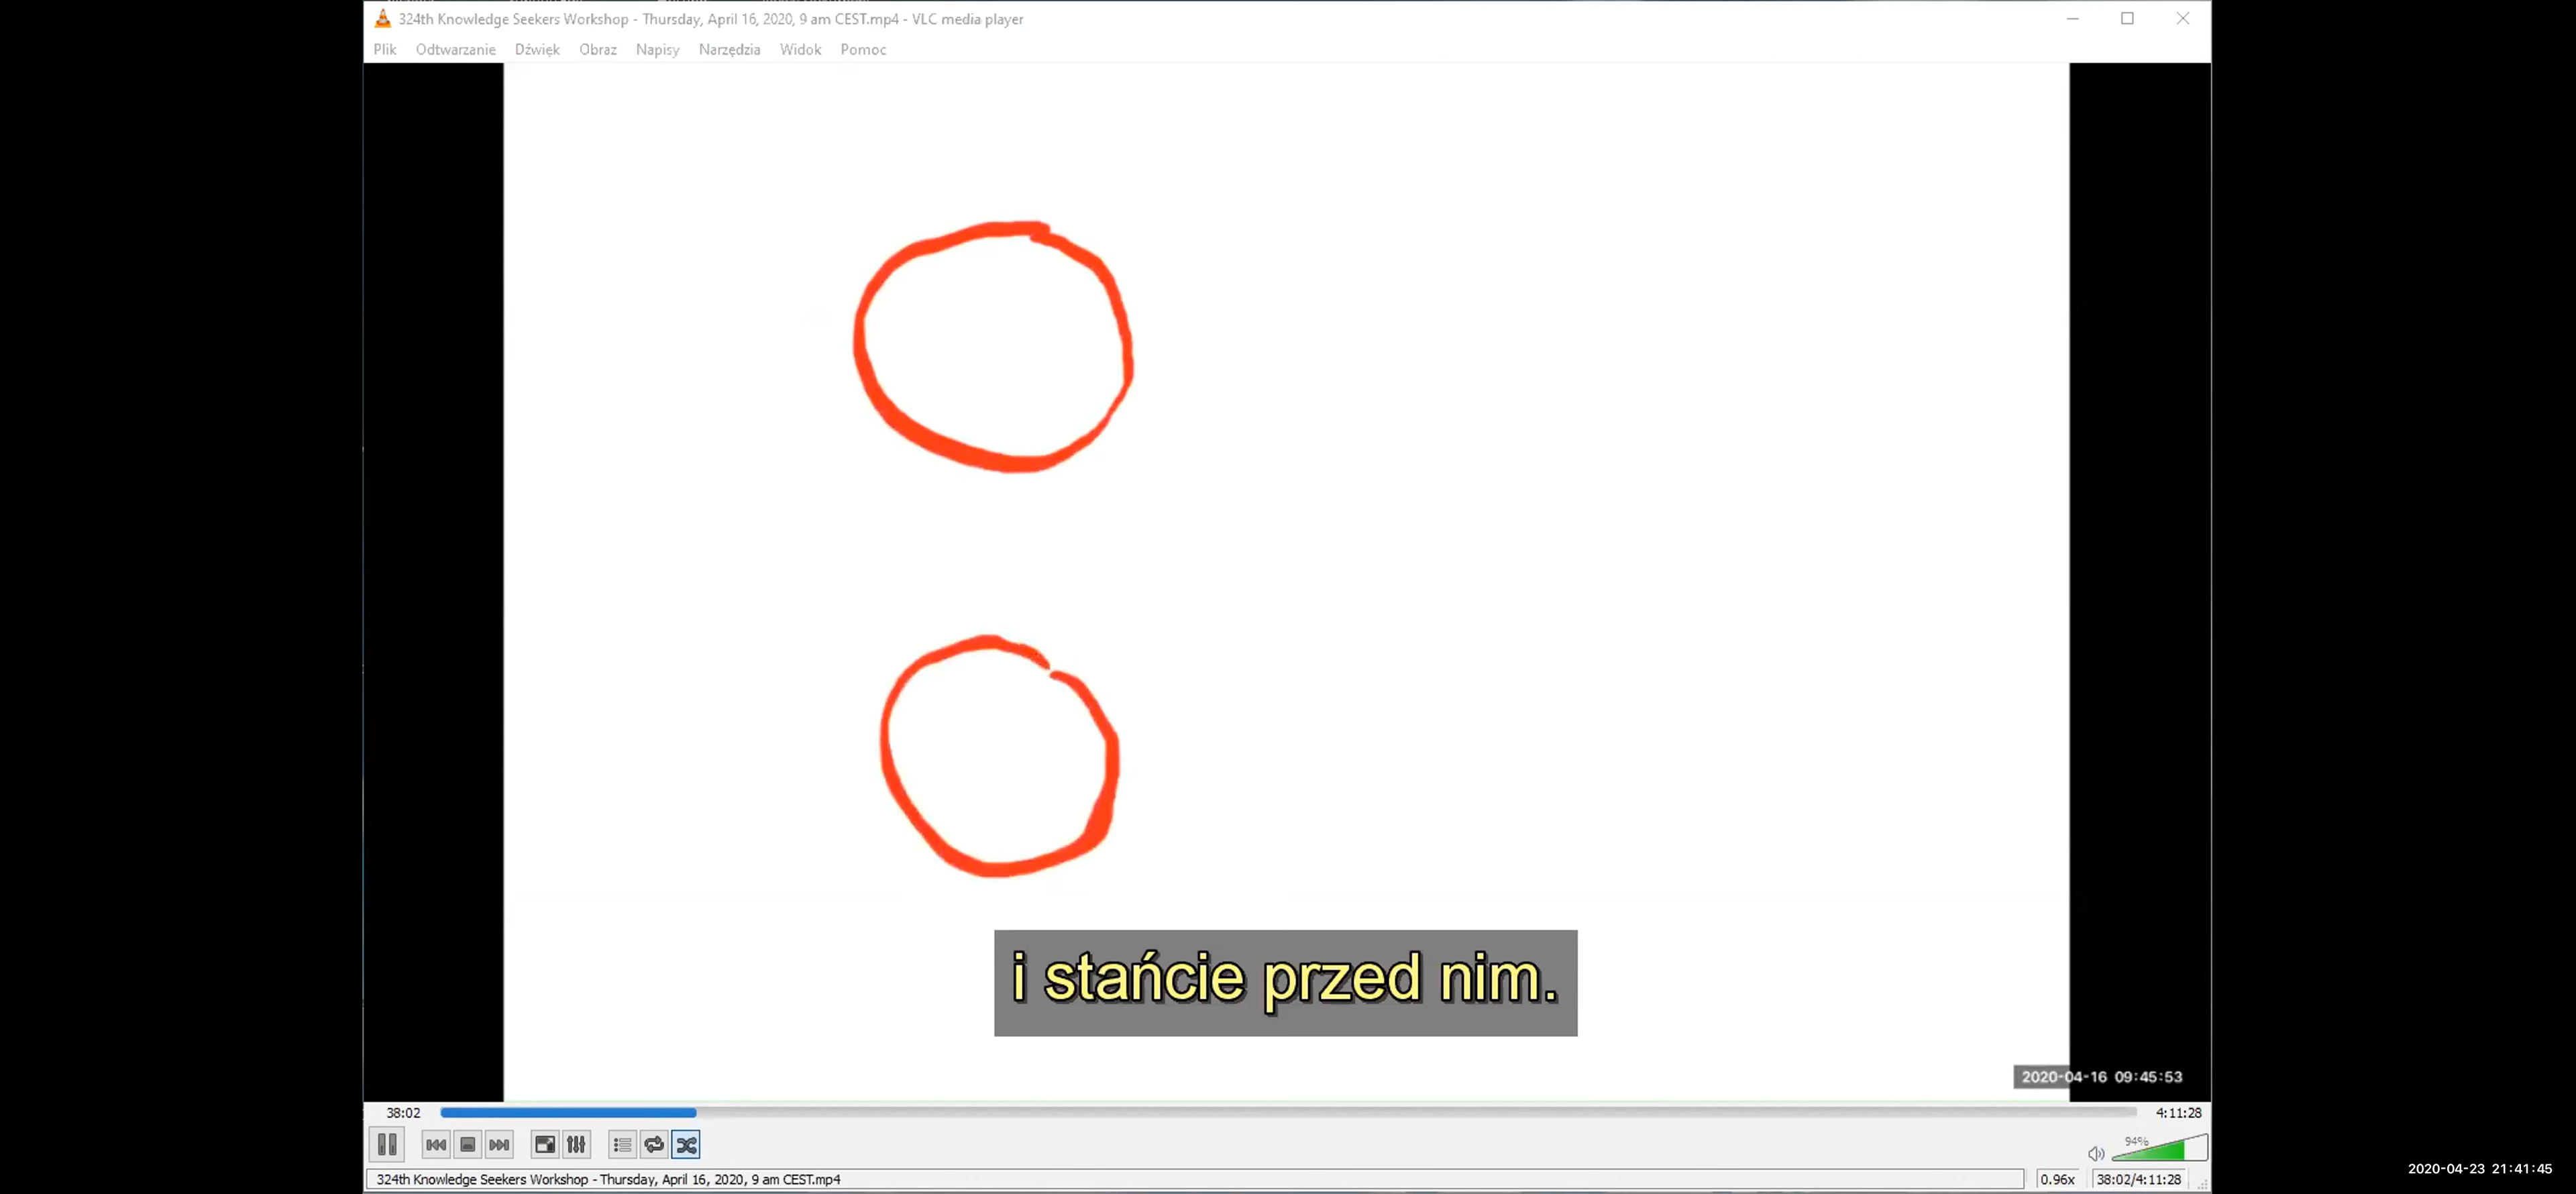 324th Knowledge Seekers Workshop - Thursday, April 16, 2020, 9 am CEST.mp4 - VLC media player
Plik Odtwarzanie Dźwięk Obraz Napisy Narzędzia Widok Pomoc
i stańcie przed nim.
2020-04-16 09:45:53
38:02 4:11:28
94%
2020-04-23 21:41:45
324th Knowledge Seekers Workshop - Thursday, April 16, 2020, 9 am CEST.mp4 0.96x 38:02/4:11:28